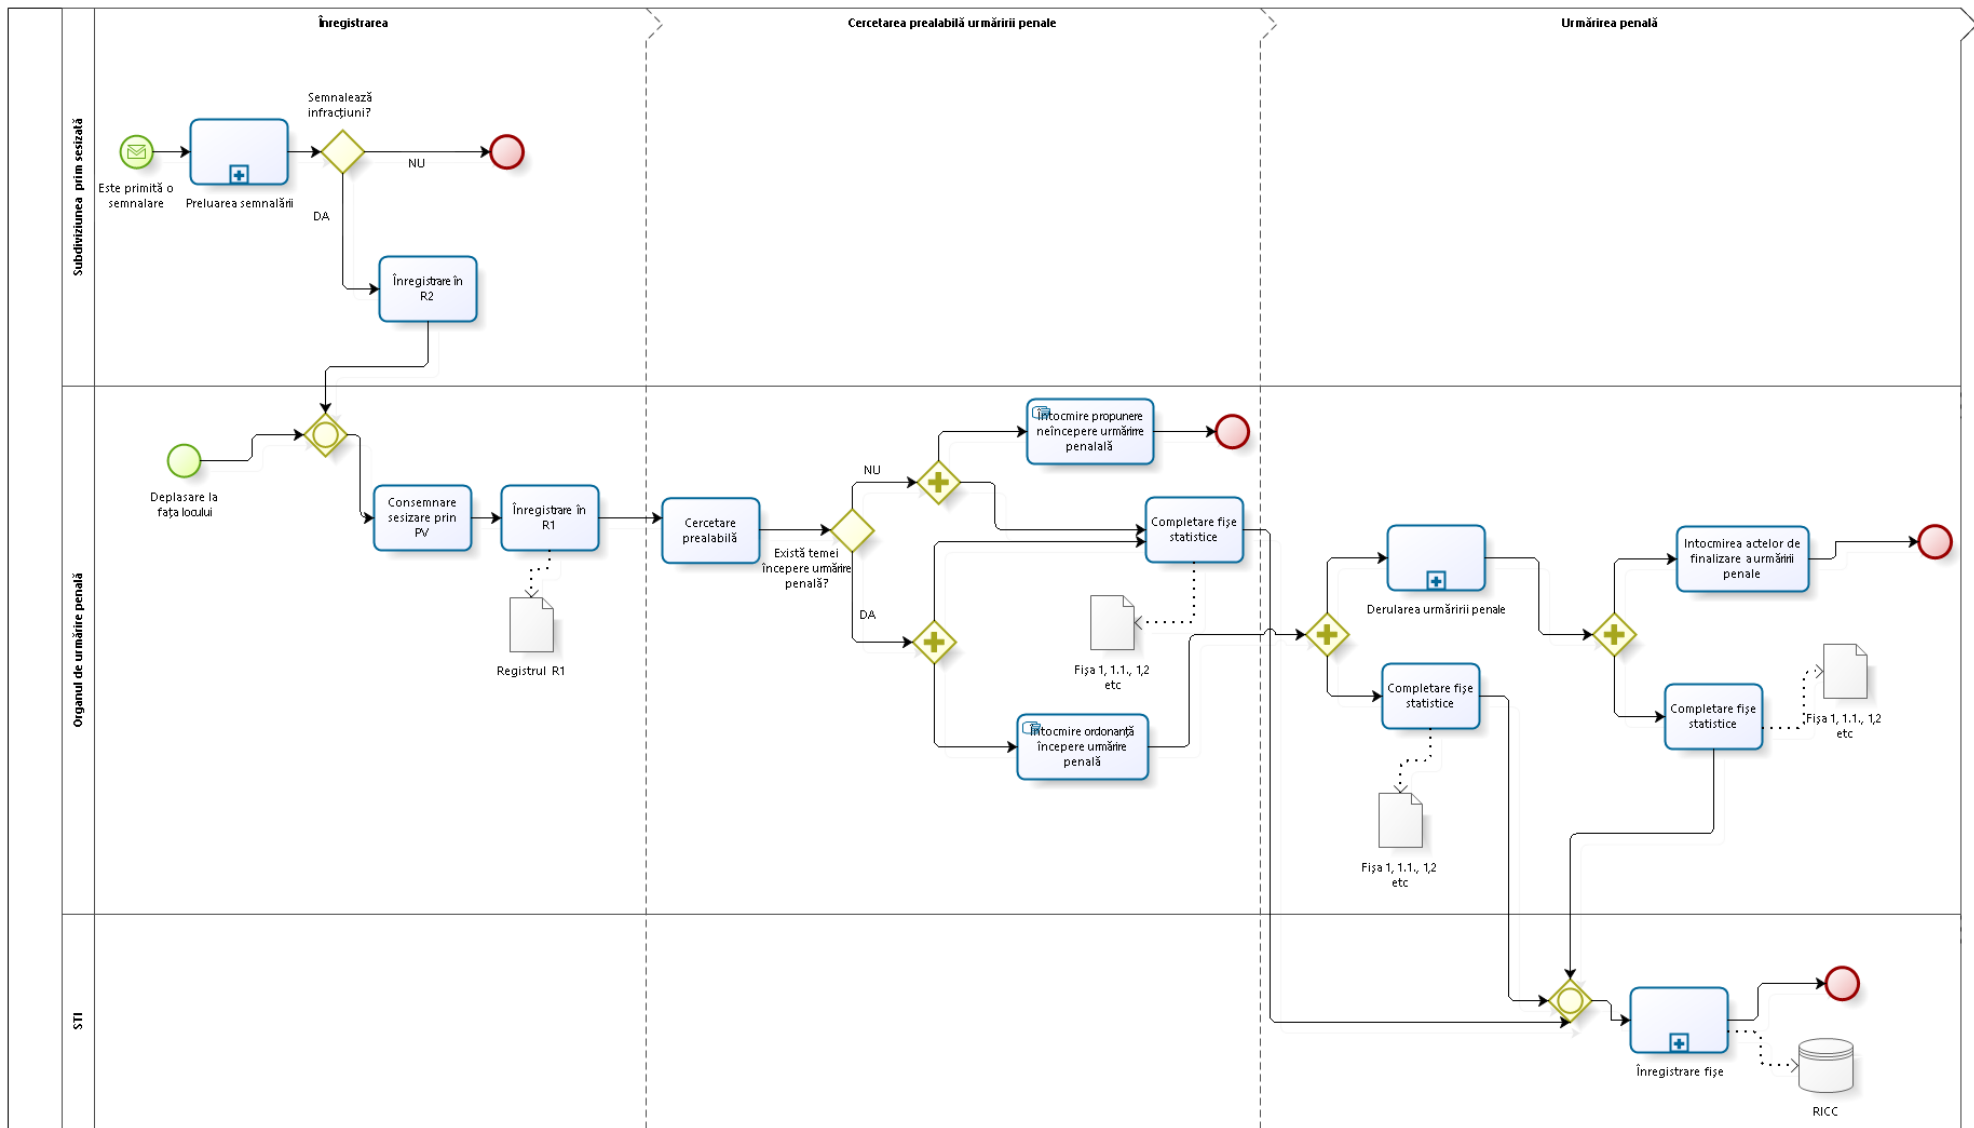 Înregistrarea
Cercetarea prealabilă urmăririi penale
Urmărirea penală
Subdiviziunea prim sesizată
Semnalează
infracțiuni?
NU
Este primită o
semnalare
Preluarea semnalării
DA
Înregistrare în
R2
Organul de urmărire penală
Deplasare la
fața locului
Consemnare
sesizare prin
PV
Înregistrare în
R1
Registrul R1
Cercetare
prealabilă
Există temei
începere urmărire
penală?
NU
DA
Întocmire propunere
neîncepere urmărire
penalală
Completare fișe
statistice
Fișa 1, 1.1., 1,2
etc
Întocmire ordonanță
începere urmărire
penală
Derularea urmăririi penale
Completare fișe
statistice
Fișa 1, 1.1., 1,2
etc
Intocmirea actelor de
finalizare a urmăririi
penale
Completare fișe
statistice
Fișa 1, 1.1., 1,2
etc
STI
Înregistrare fișe
RICC